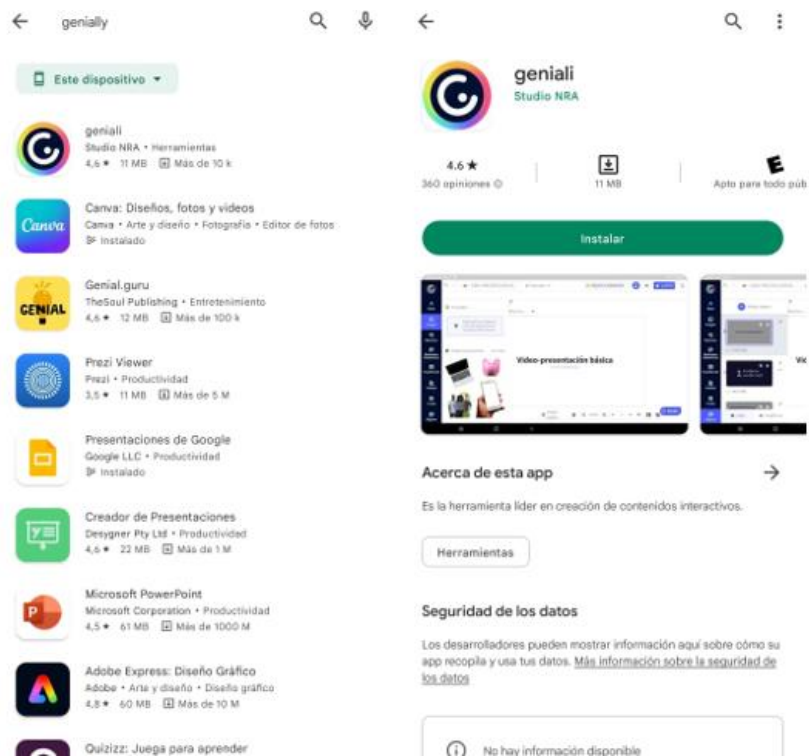 genially
Este dispositivo
geniali
Studio NRA • Herramientas
4,6★ 11 MB Más de 10 k
Canva
Canva: Diseños, fotos y videos
Canva • Arte y diseño • Fotografía • Editor de fotos
Instalado
GENIAL
Genial.guru
TheSoul Publishing • Entretenimiento
4,6★ 12 MB Más de 100 k
Prezi Viewer
Prezi • Productividad
3,5★ 11 MB Más de 5 M
Presentaciones de Google
Google LLC • Productividad
Instalado
Creador de Presentaciones
Desygner Pty Ltd • Productividad
4,6★ 22 MB Más de 1 M
P
Microsoft PowerPoint
Microsoft Corporation • Productividad
4,5★ 61 MB Más de 1000 M
Adobe Express: Diseño Gráfico
Adobe • Arte y diseño • Diseño gráfico
4,8★ 60 MB Más de 10 M
Quizizz: Juega para aprender
geniali
Studio NRA
4.6★
360 opiniones
11 MB
E
Apto para todo púb
Instalar
Video-presentación básica
Vid
Acerca de esta app
Es la herramienta líder en creación de contenidos interactivos.
Herramientas
Seguridad de los datos
Los desarrolladores pueden mostrar información aquí sobre cómo su
app recopila y usa tus datos. Más información sobre la seguridad de
los datos
No hay información disponible